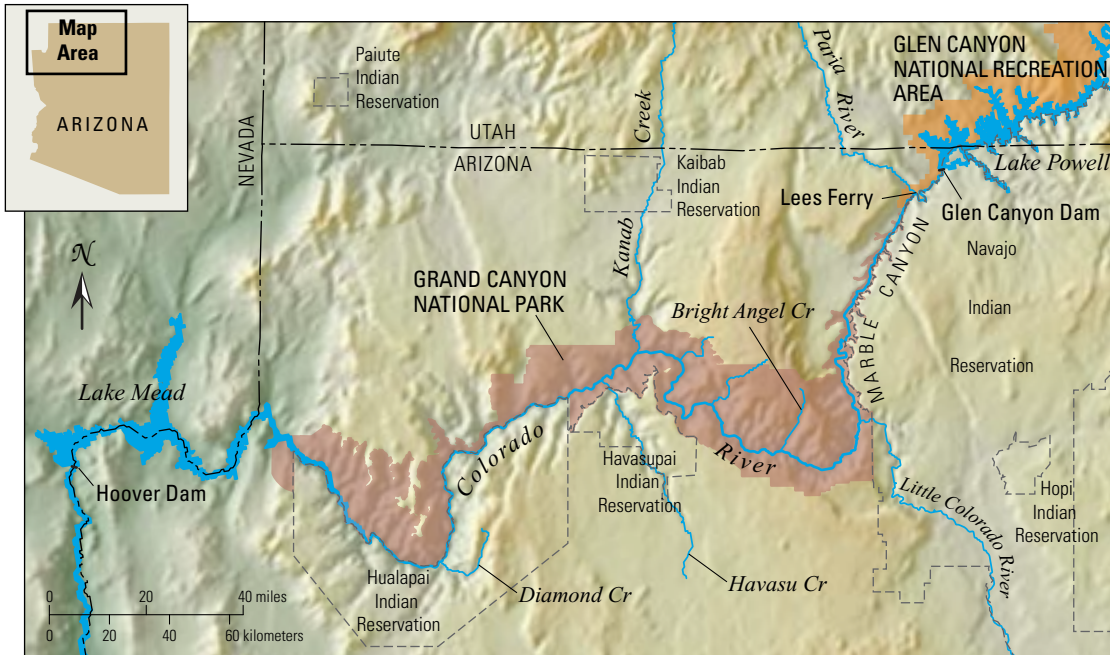 Map
Area
ARIZONA
Paiute
Indian
Reservation
NEVADA
UTAH
ARIZONA
Kanab Creek
Kaibab
Indian
Reservation
Paria River
GLEN CANYON
NATIONAL RECREATION
AREA
Lake Powell
Lees Ferry
Glen Canyon Dam
MARBLE CANYON
Navajo
Indian
Reservation
N
GRAND CANYON
NATIONAL PARK
Bright Angel Cr
Lake Mead
Hoover Dam
Colorado River
Havasupai
Indian
Reservation
Little Colorado River
Hopi
Indian
Reservation
Hualapai
Indian
Reservation
Diamond Cr
Havasu Cr
0 20 40 miles
0 20 40 60 kilometers